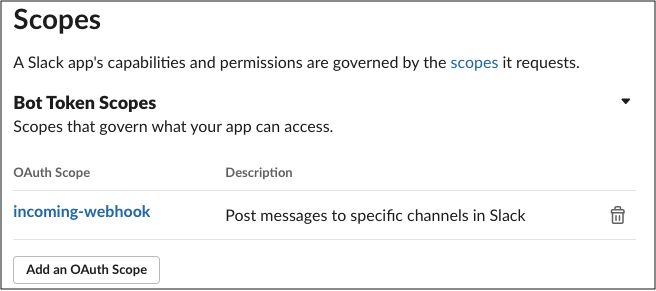 Scopes
A Slack app's capabilities and permissions are governed by the scopes it requests.
Bot Token Scopes
Scopes that govern what your app can access.
OAuth Scope Description
incoming-webhook Post messages to specific channels in Slack
Add an OAuth Scope